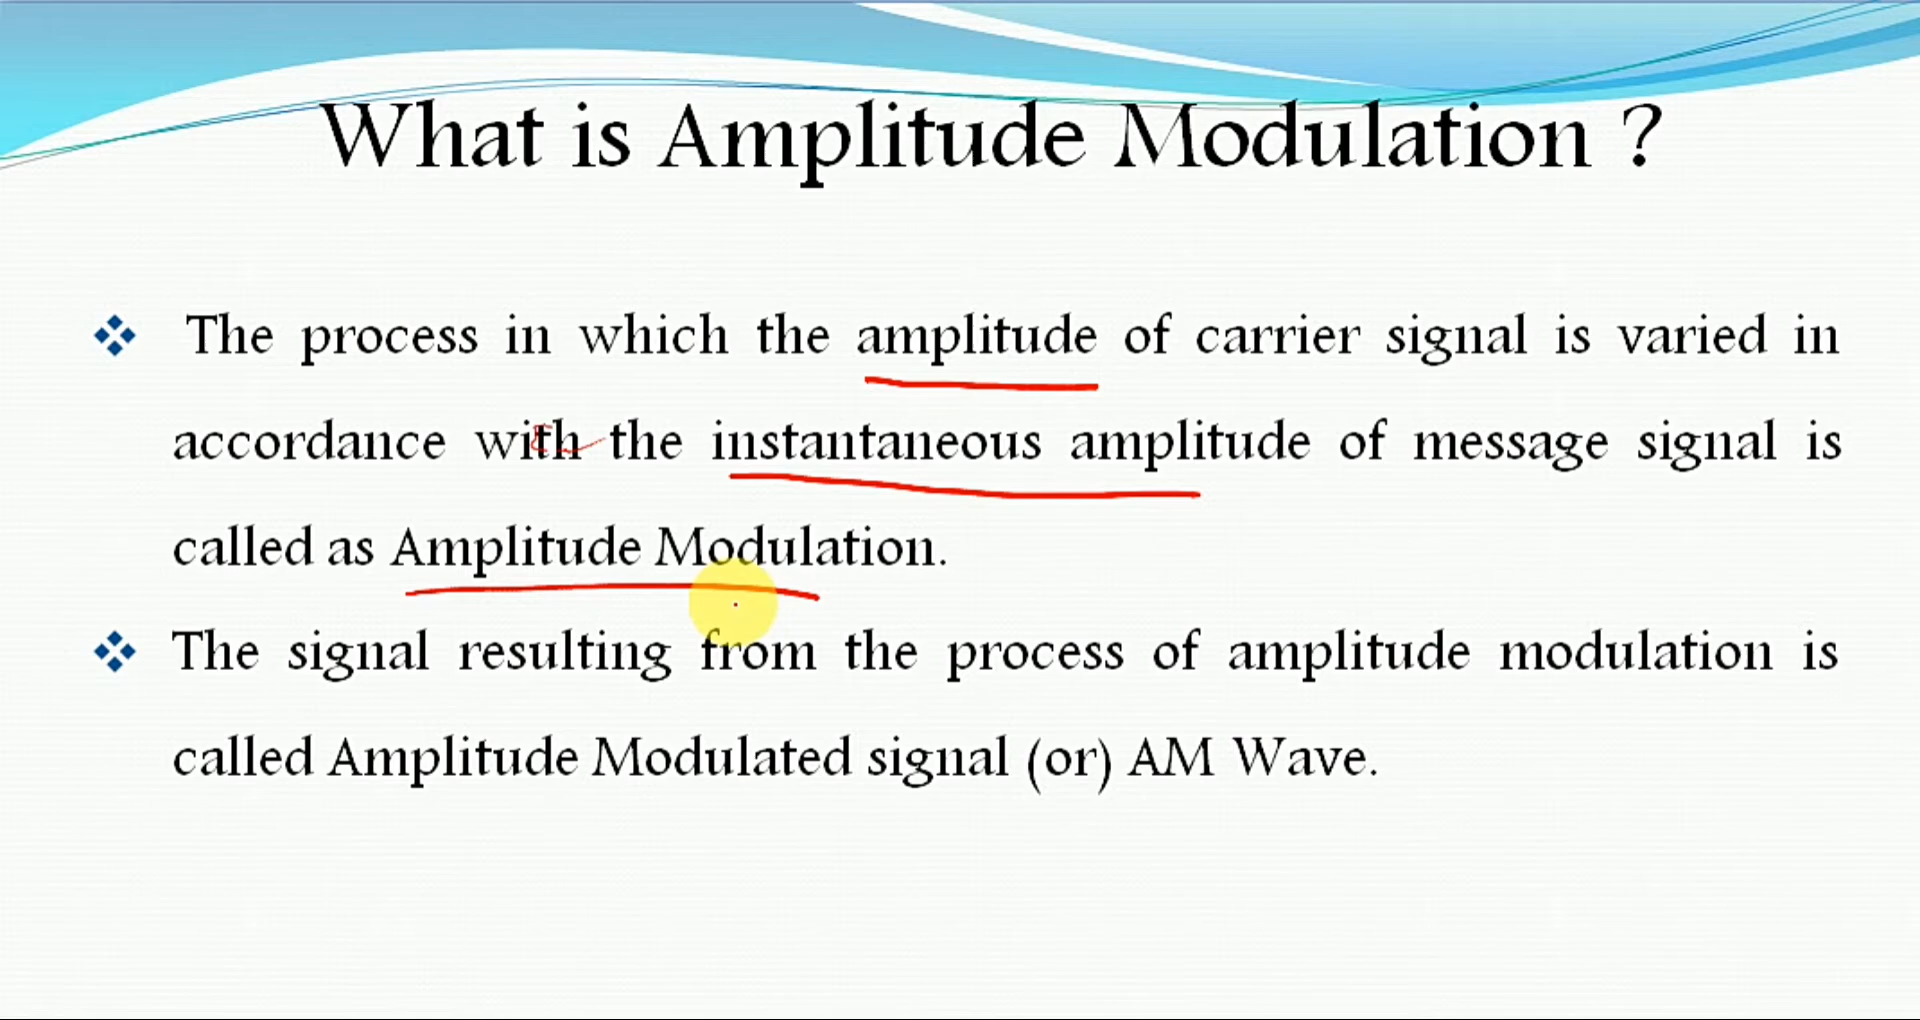 What is Amplitude Modulation ?
The process in which the amplitude of carrier signal is varied in
accordance with the instantaneous amplitude of message signal is
called as Amplitude Modulation.
The signal resulting from the process of amplitude modulation is
called Amplitude Modulated signal (or) AM Wave.